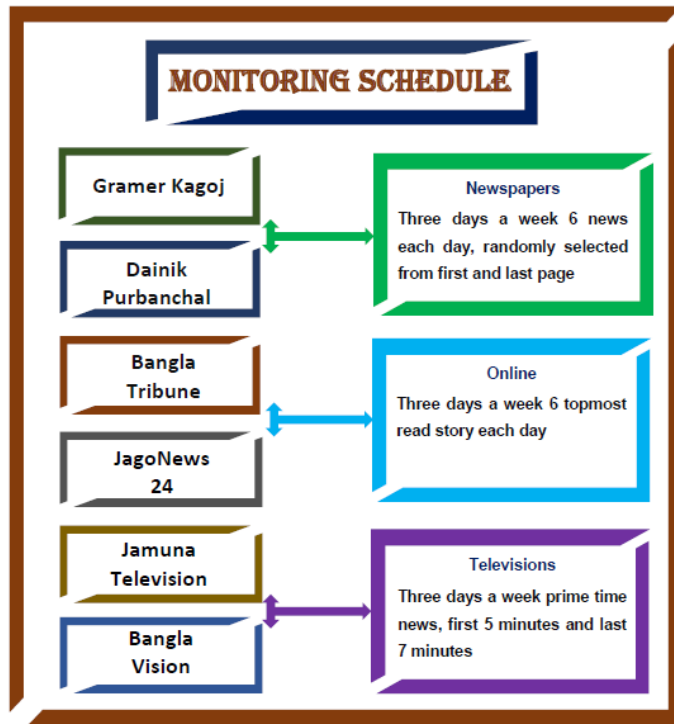 MONITORING SCHEDULE
Gramer Kagoj
Dainik
Purbanchal
Newspapers
Three days a week 6 news
each day, randomly selected
from first and last page
Bangla
Tribune
JagoNews
24
Online
Three days a week 6 topmost
read story each day
Jamuna
Television
Bangla
Vision
Televisions
Three days a week prime time
news, first 5 minutes and last
7 minutes